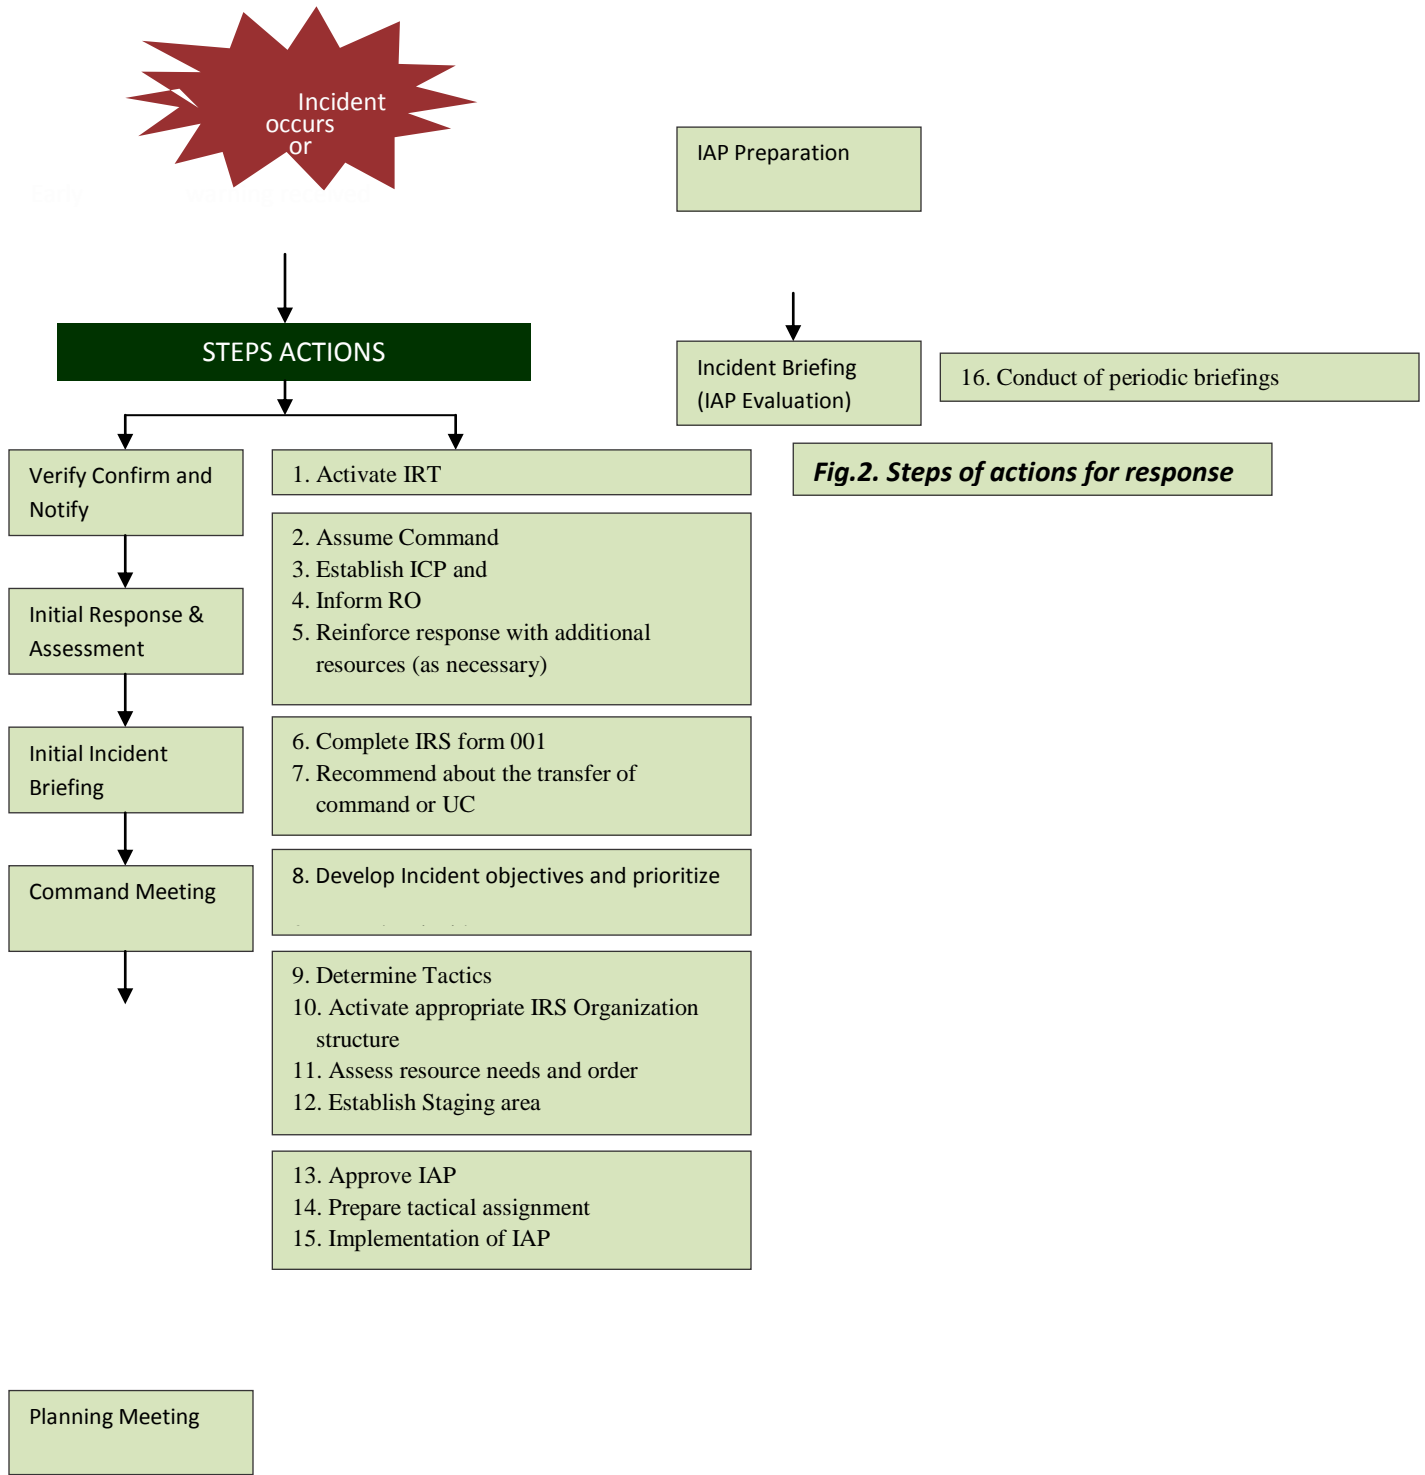 Incident
occurs
or
IAP Preparation
STEPS ACTIONS
Incident Briefing
(IAP Evaluation)
16. Conduct of periodic briefings
Verify Confirm and
Notify
1. Activate IRT
Fig.2. Steps of actions for response
2. Assume Command
3. Establish ICP and
4. Inform RO
5. Reinforce response with additional
resources (as necessary)
Initial Response &
Assessment
Initial Incident
Briefing
6. Complete IRS form 001
7. Recommend about the transfer of
command or UC
Command Meeting
8. Develop Incident objectives and prioritize
9. Determine Tactics
10. Activate appropriate IRS Organization
structure
11. Assess resource needs and order
12. Establish Staging area
13. Approve IAP
14. Prepare tactical assignment
15. Implementation of IAP
Planning Meeting